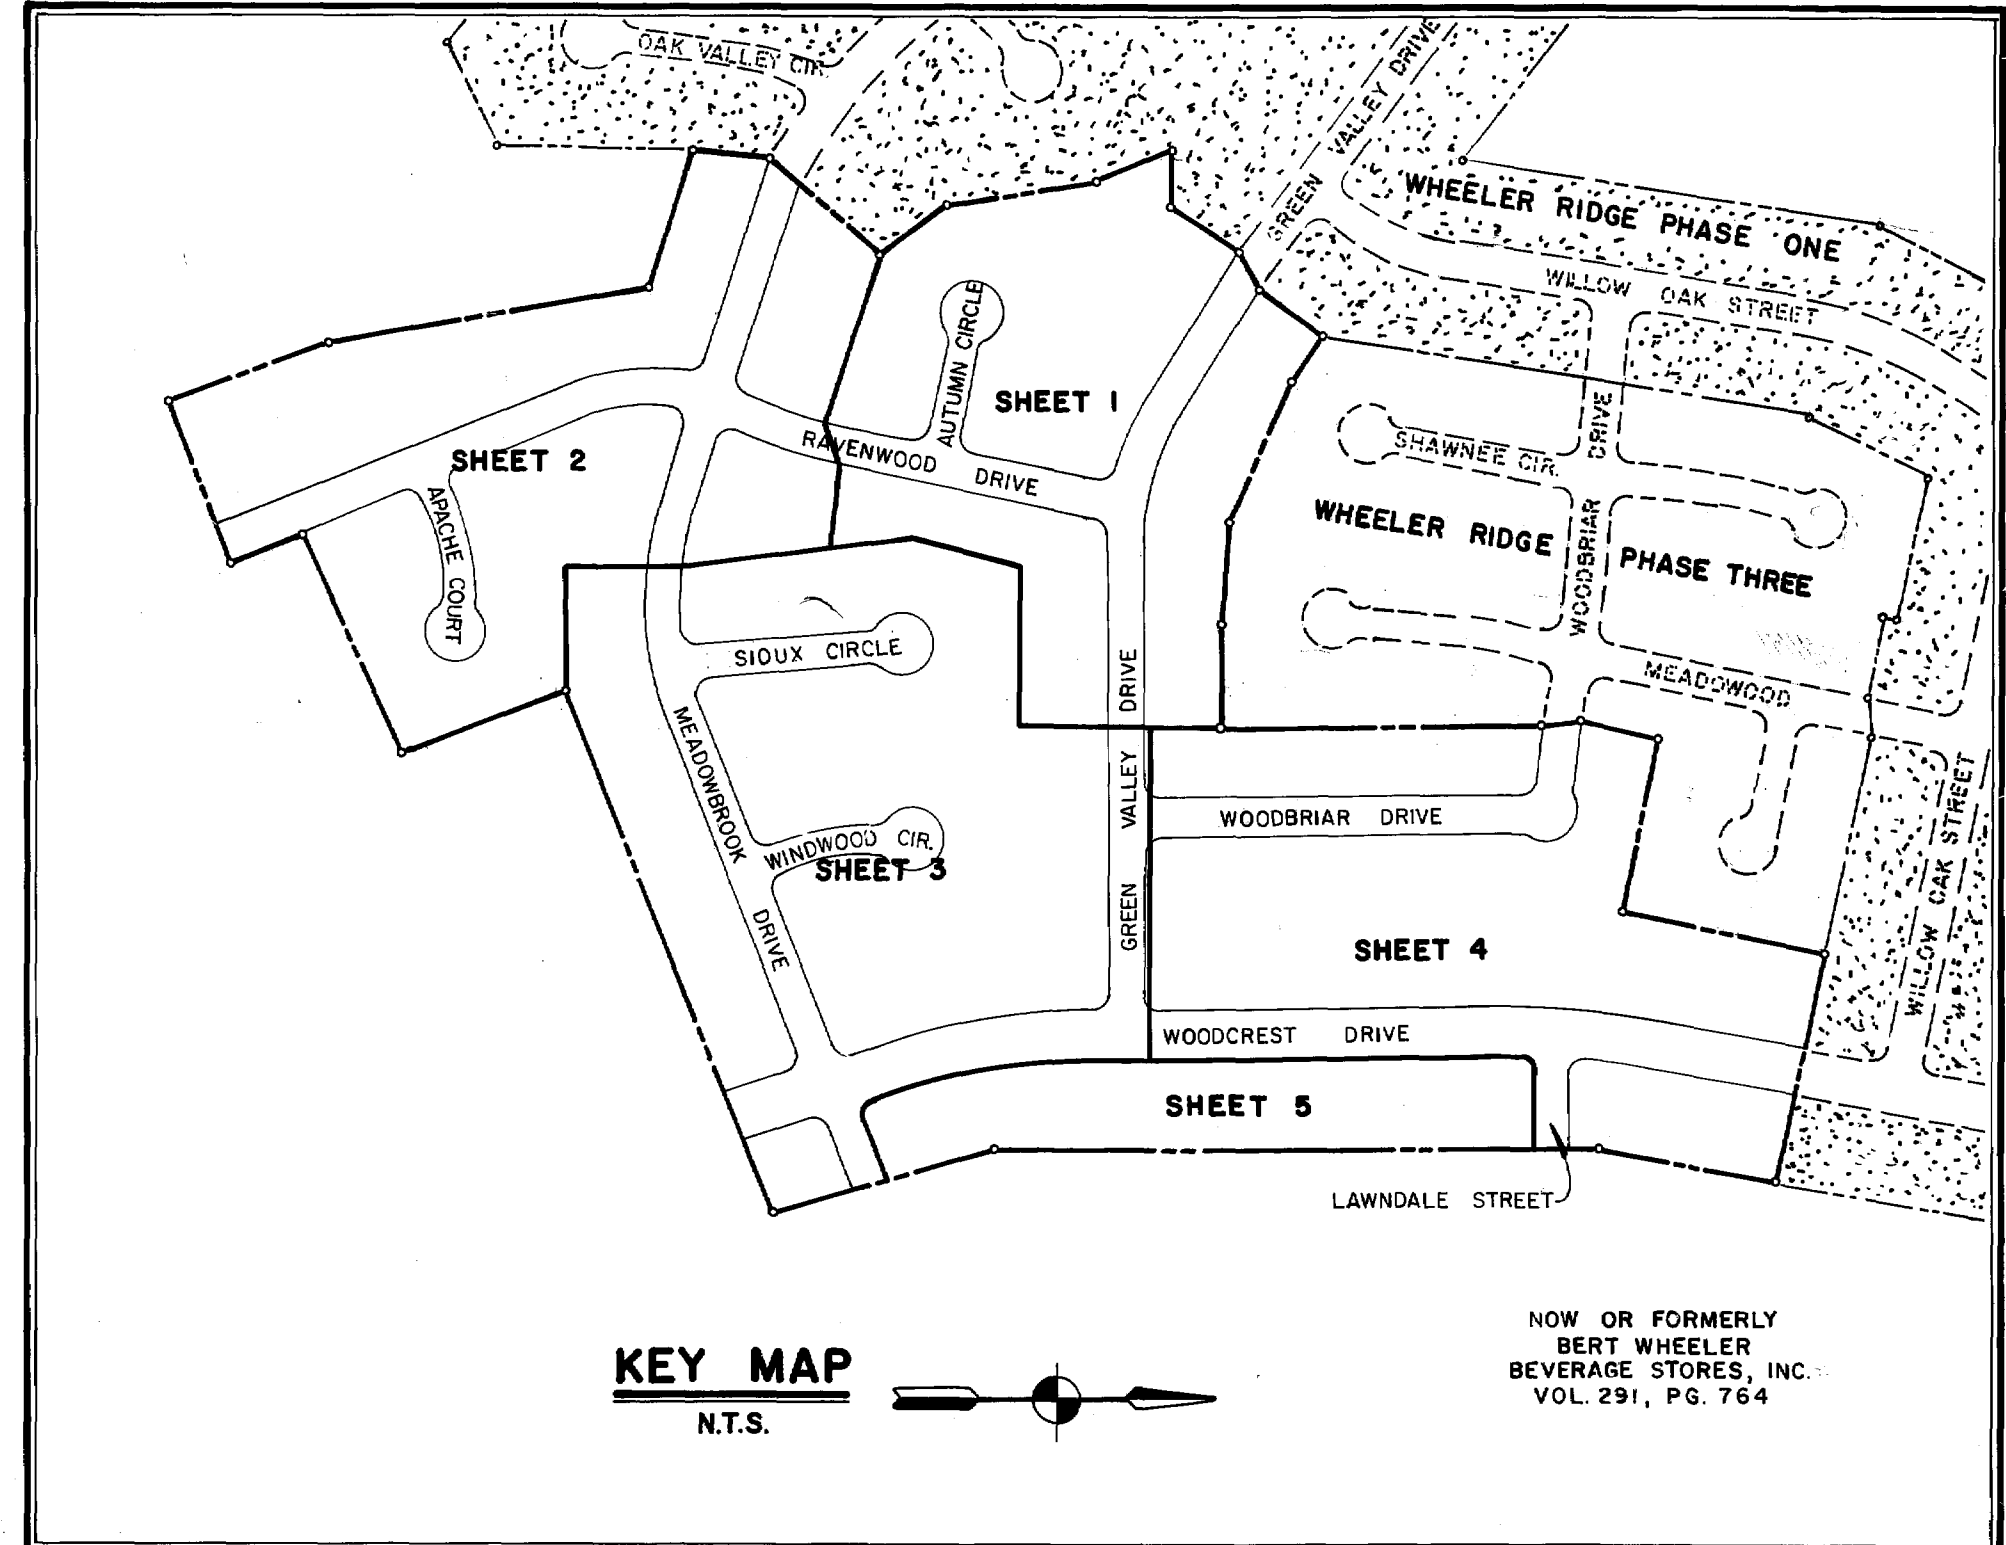 OAK VALLEY CIR.
GREEN VALLEY DRIVE
WHEELER RIDGE PHASE ONE
WILLOW OAK STREET
AUTUMN CIRCLE
SHEET 1
RAVENWOOD DRIVE
SHEET 2
APACHE COURT
SHAWNEE CIR.
WOODBRIAR DRIVE
WHEELER RIDGE PHASE THREE
SIOUX CIRCLE
MEADOWOOD
MEADOWBROOK DRIVE
WINDWOOD CIR.
SHEET 3
GREEN VALLEY DRIVE
WOODBRIAR DRIVE
WILLOW OAK STREET
SHEET 4
WOODCREST DRIVE
SHEET 5
LAWNDALE STREET
KEY MAP
N.T.S.
NOW OR FORMERLY
BERT WHEELER
BEVERAGE STORES, INC.
VOL. 291, PG. 764